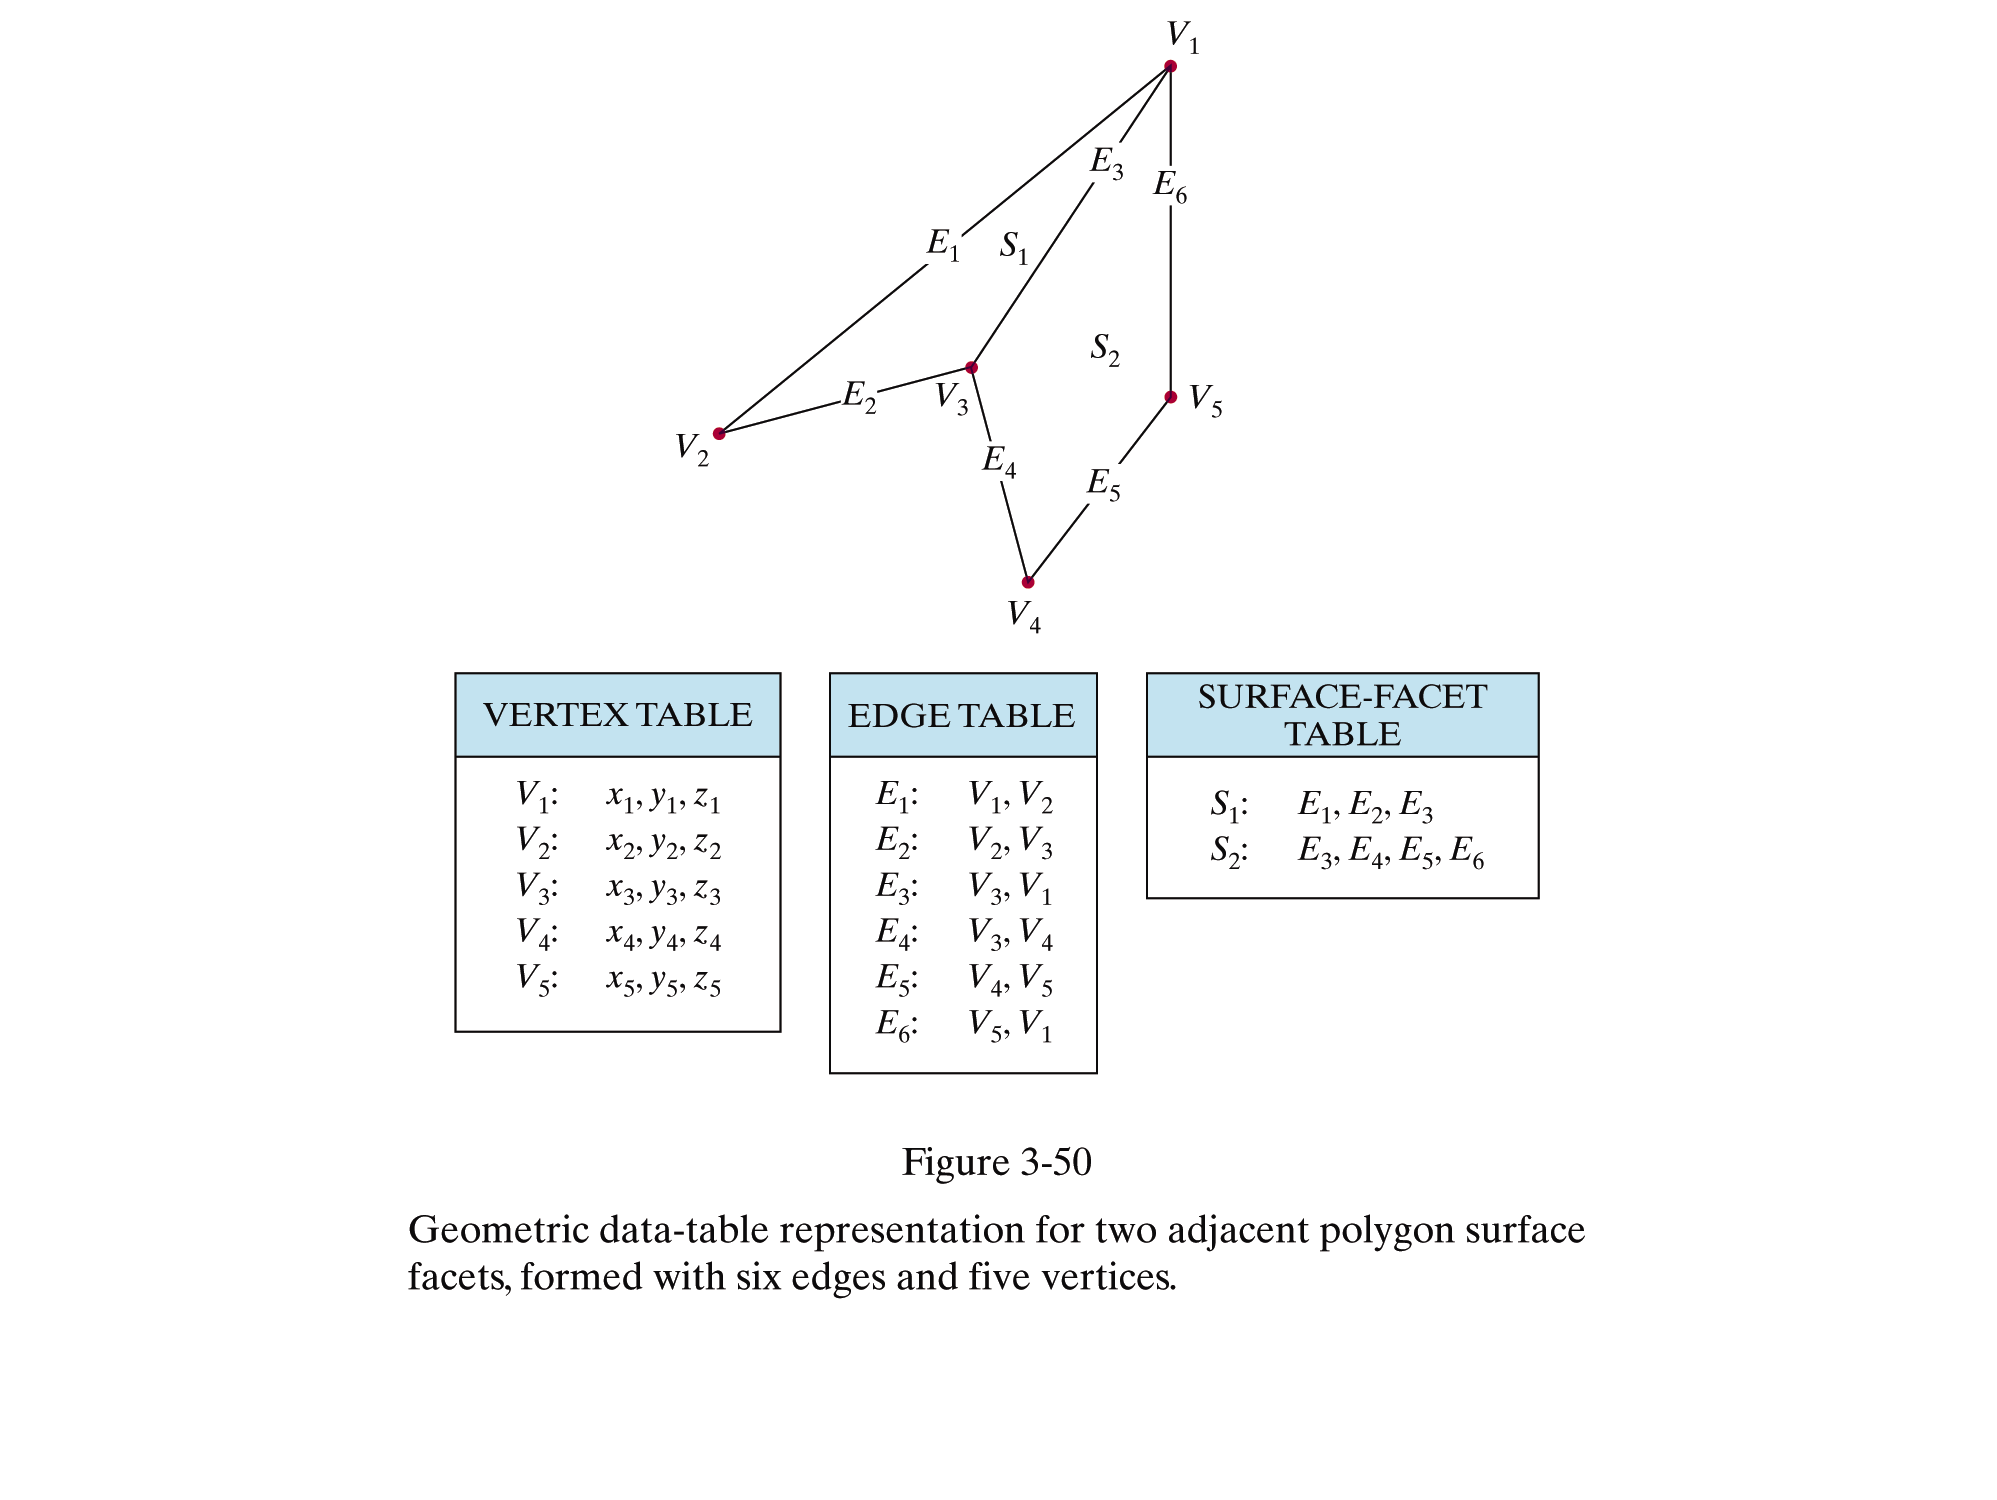 V1
E3
E6
E1
S1
S2
E2
V3
V5
V2
E4
E5
V4
VERTEX TABLE
V1: x1, y1, z1
V2: x2, y2, z2
V3: x3, y3, z3
V4: x4, y4, z4
V5: x5, y5, z5
EDGE TABLE
E1: V1, V2
E2: V2, V3
E3: V3, V1
E4: V3, V4
E5: V4, V5
E6: V5, V1
SURFACE-FACET
TABLE
S1: E1, E2, E3
S2: E3, E4, E5, E6
Figure 3-50
Geometric data-table representation for two adjacent polygon surface
facets, formed with six edges and five vertices.